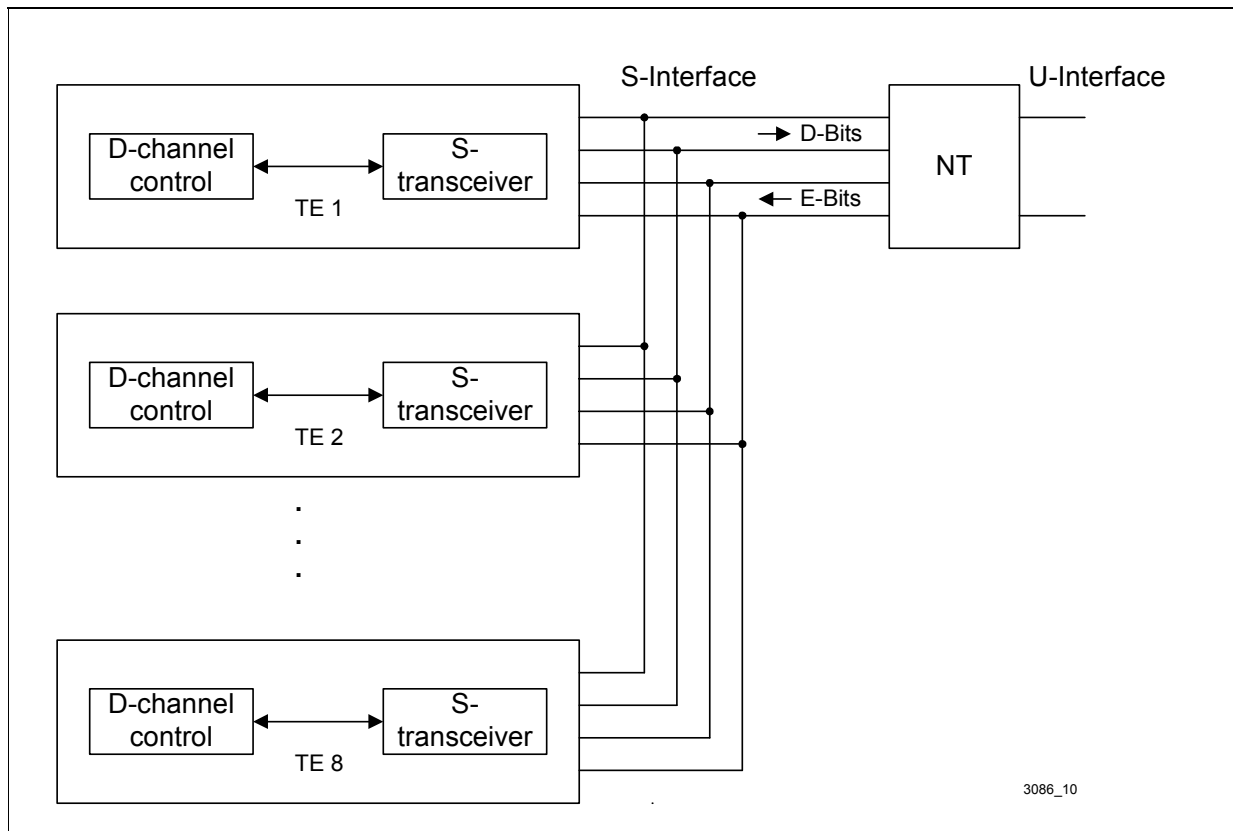 S-Interface
U-Interface
D-channel
control
S-
transceiver
TE 1
D-Bits
E-Bits
NT
D-channel
control
S-
transceiver
TE 2
.
.
.
D-channel
control
S-
transceiver
TE 8
3086_10